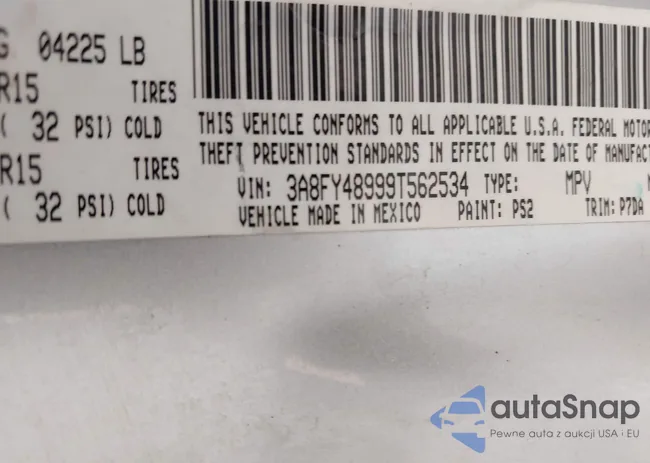 G 04225 LB
R15 TIRES
( 32 PSI) COLD
R15 TIRES
( 32 PSI) COLD
THIS VEHICLE CONFORMS TO ALL APPLICABLE U.S.A. FEDERAL MOTOR
THEFT PREVENTION STANDARDS IN EFFECT ON THE DATE OF MANUFACT
VIN: 3A8FY48999T562534 TYPE: MPV
VEHICLE MADE IN MEXICO PAINT: PS2 TRIM: P7DA
autoSnap
Pewne auta z aukcji USA i EU